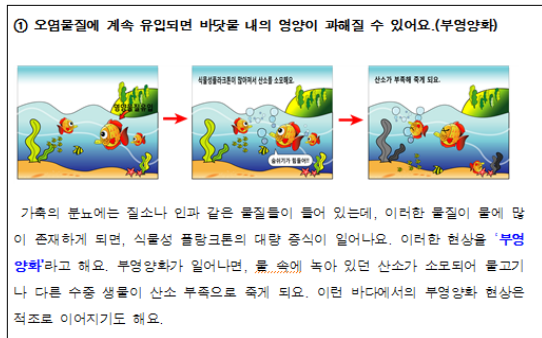 ① 오염물질에 계속 유입되면 바닷물 내의 영양이 과해질 수 있어요.(부영양화)
영양물질유입
식물성플라크톤이 많아져서 산소를 소모해요.
숨쉬기가 힘들어!!
산소가 부족해 죽게 되요.
가축의 분뇨에는 질소나 인과 같은 물질들이 들어 있는데, 이러한 물질이 물에 많
이 존재하게 되면, 식물성 플랑크톤의 대량 증식이 일어나요. 이러한 현상을 '부영
양화'라고 해요. 부영양화가 일어나면, 물 속에 녹아 있던 산소가 소모되어 물고기
나 다른 수중 생물이 산소 부족으로 죽게 되요. 이런 바다에서의 부영양화 현상은
적조로 이어지기도 해요.